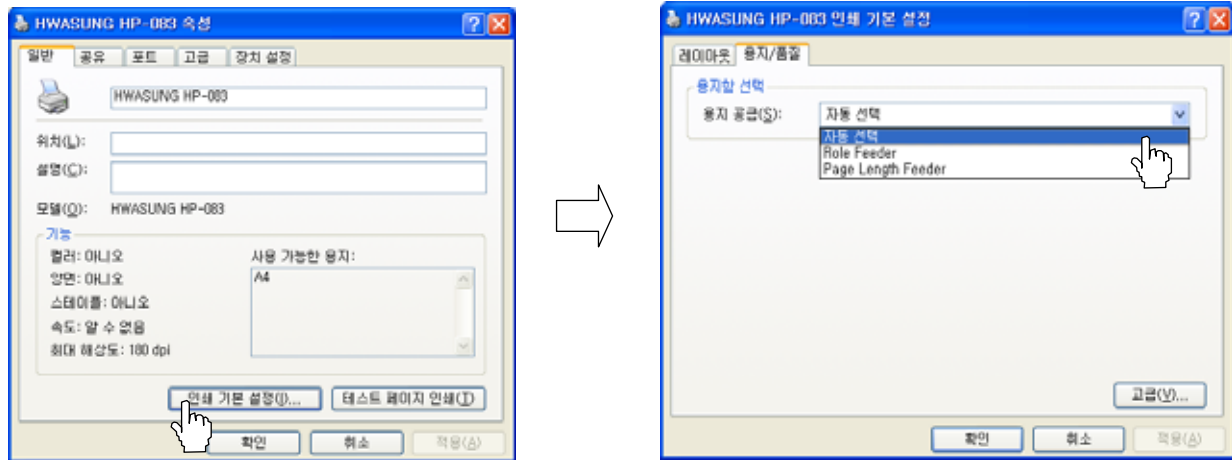 HWASUNG HP-083 속성
일반 공유 포트 고급 장치 설정
HWASUNG HP-083
위치(L):
설명(C):
모델(O): HWASUNG HP-083
기능
컬러: 아니오
양면: 아니오
스테이플: 아니오
속도: 알 수 없음
최대 해상도: 180 dpi
사용 가능한 용지:
A4
인쇄 기본 설정(I)... 테스트 페이지 인쇄(T)
확인 취소 적용(A)
HWASUNG HP-083 인쇄 기본 설정
레이아웃 용지/품질
용지함 선택
용지 공급(S): 자동 선택
자동 선택
Role Feeder
Page Length Feeder
고급(V)...
확인 취소 적용(A)